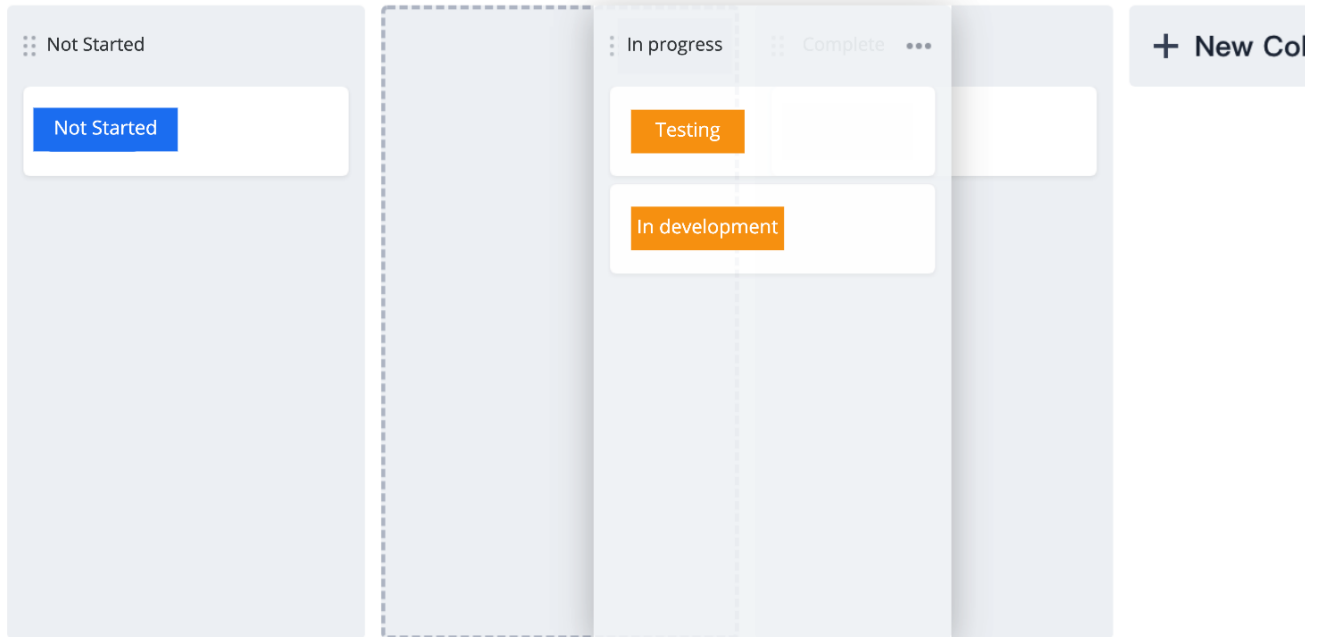 Not Started
In progress
Complete
+ New Col
Not Started
Testing
In development